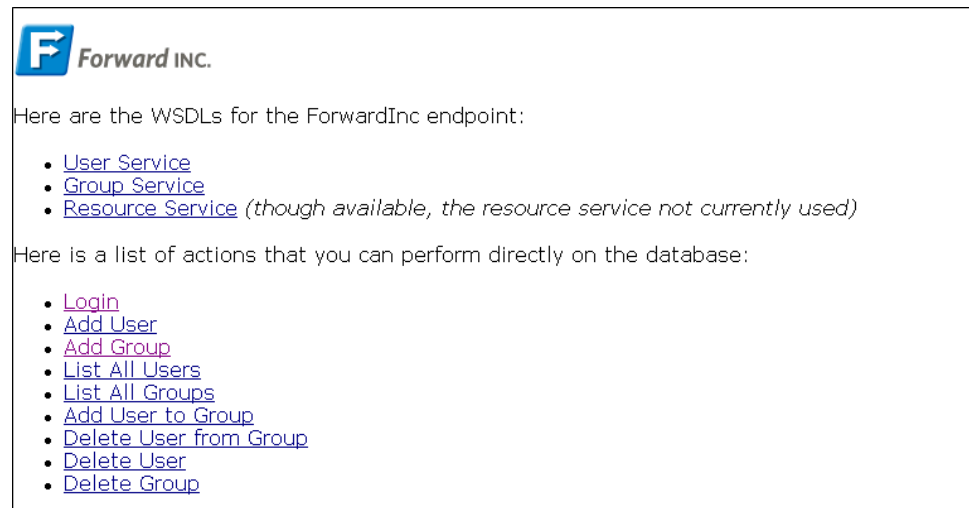 Forward INC.
Here are the WSDLs for the ForwardInc endpoint:
User Service
Group Service
Resource Service (though available, the resource service not currently used)
Here is a list of actions that you can perform directly on the database:
Login
Add User
Add Group
List All Users
List All Groups
Add User to Group
Delete User from Group
Delete User
Delete Group